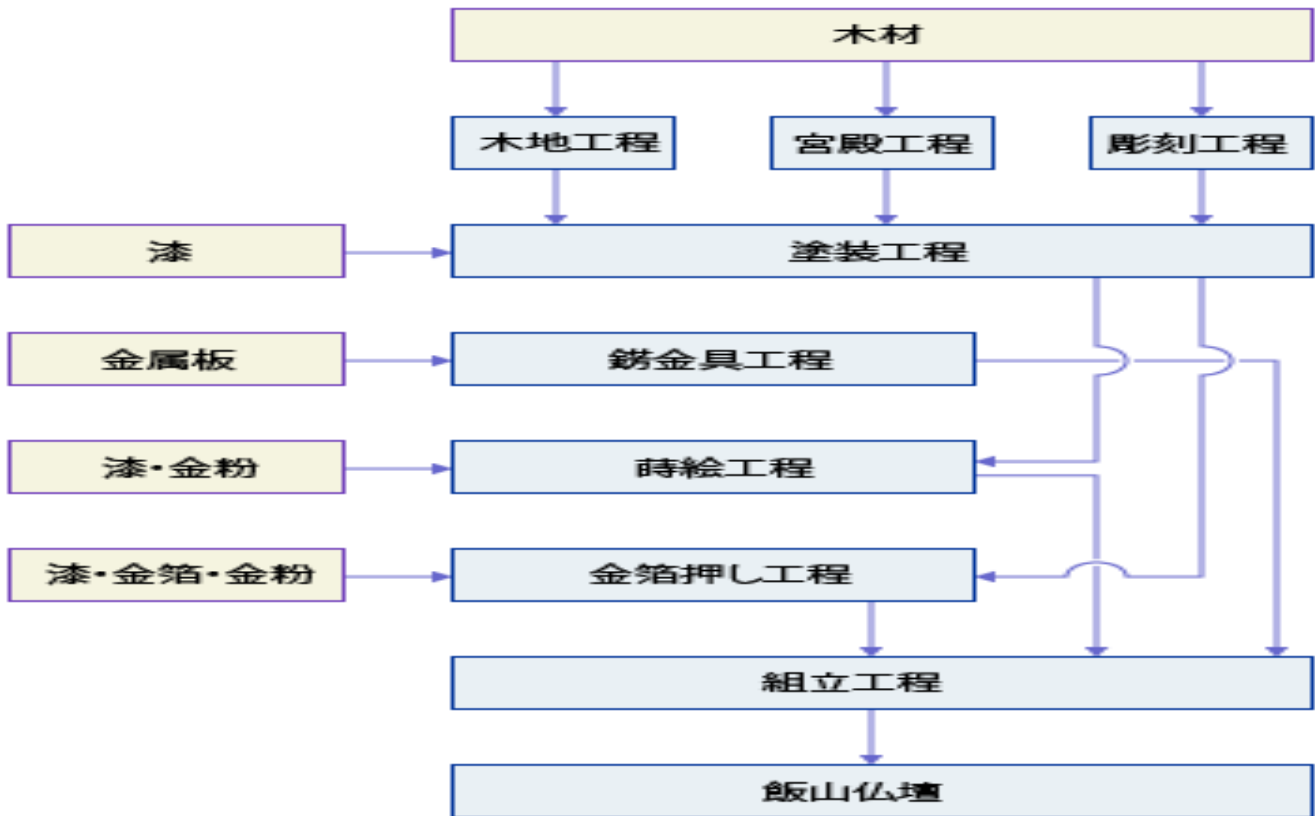 木材
木地工程
宮殿工程
彫刻工程
漆
塗装工程
金属板
錺金具工程
漆・金粉
蒔絵工程
漆・金箔・金粉
金箔押し工程
組立工程
飯山仏壇